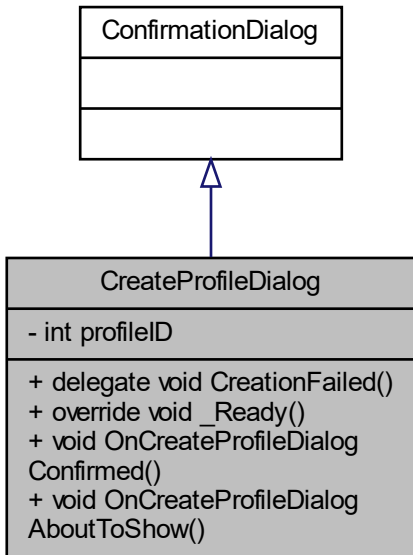 ConfirmationDialog
CreateProfileDialog
- int profileID
+ delegate void CreationFailed()
+ override void _Ready()
+ void OnCreateProfileDialog
Confirmed()
+ void OnCreateProfileDialog
AboutToShow()